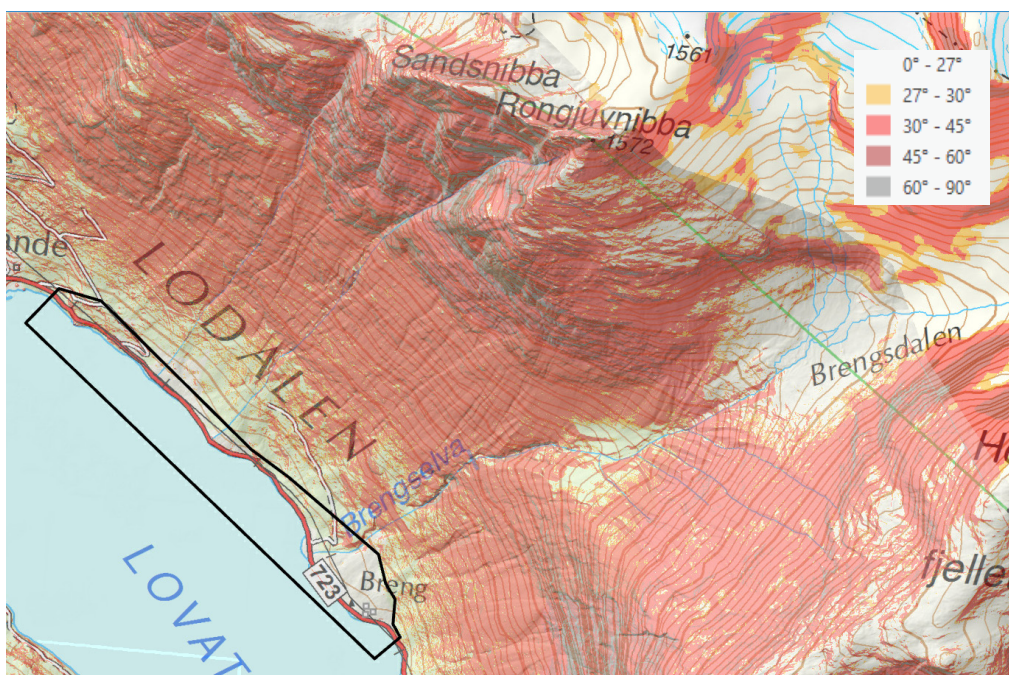 Sandsnibba
1561
Rongjuvnibba
1572
0° - 27°
27° - 30°
30° - 45°
45° - 60°
60° - 90°
ande
LODALEN
Brengsdalen
Brengselva
723
Breng
fjelle
LOVAT